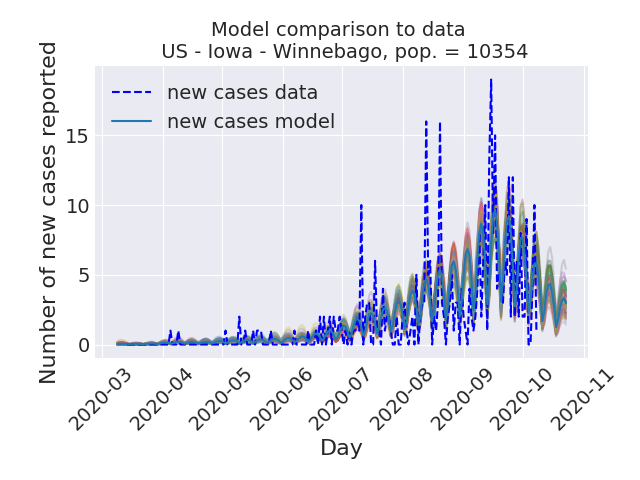 Model comparison to data
US - Iowa - Winnebago, pop. = 10354
new cases data
new cases model
Number of new cases reported
15
10
5
0
2020-03
2020-04
2020-05
2020-06
2020-07
2020-08
2020-09
2020-10
2020-11
Day